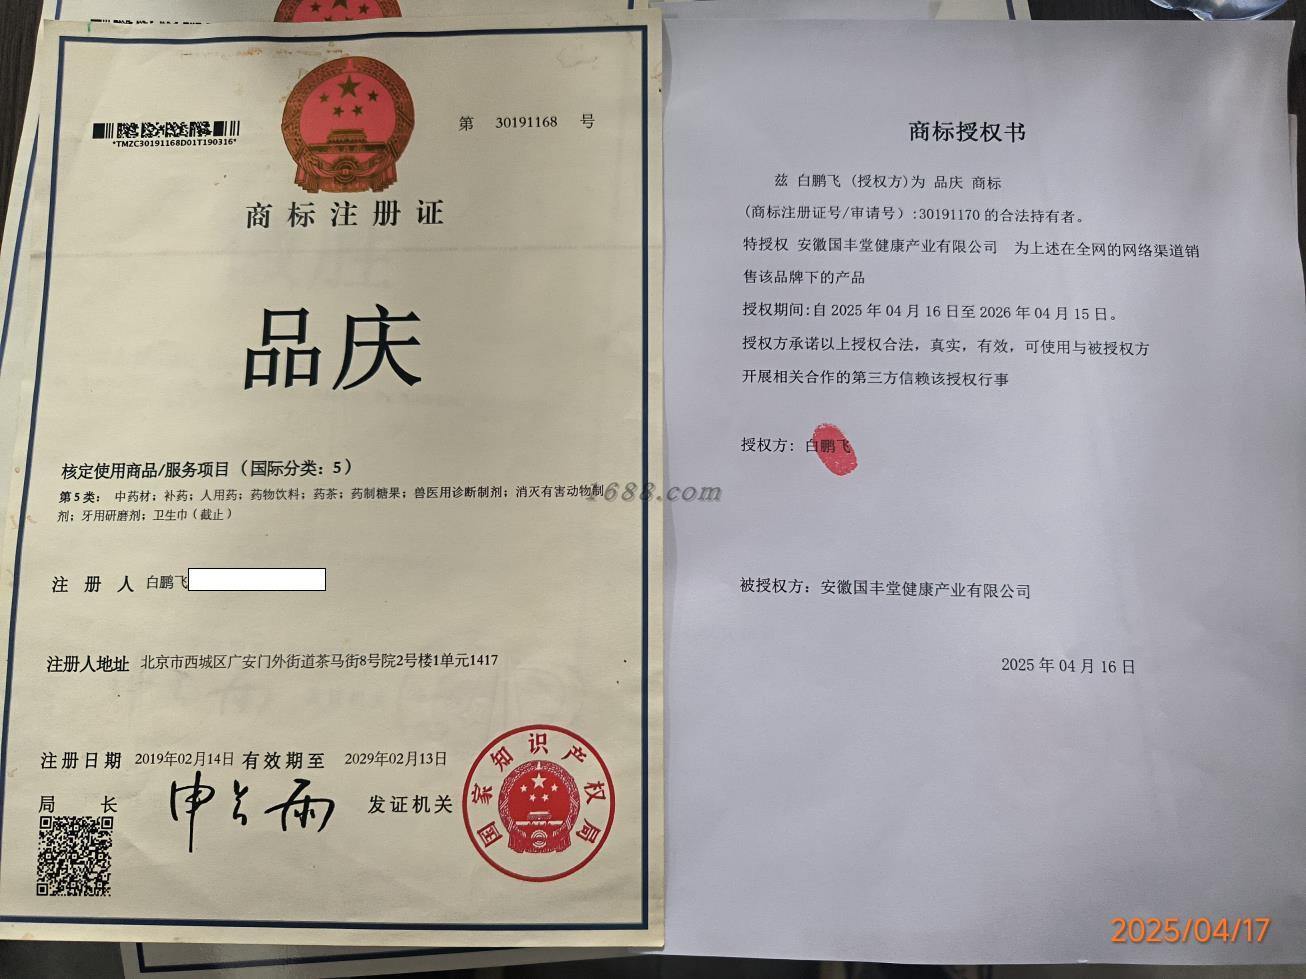 *TMZC30191168D01T190316*
第 30191168 号
商标注册证
品庆
核定使用商品/服务项目（国际分类：5）
第5类：中药材；补药；人用药；药物饮料；药茶；药制糖果；兽医用诊断制剂；消灭有害动物制
剂；牙用研磨剂；卫生巾（截止）
注册人 白鹏飞
注册人地址 北京市西城区广安门外街道茶马街8号院2号楼1单元1417
注册日期 2019年02月14日 有效期至 2029年02月13日
局长 申长雨 发证机关
国家知识产权局
商标授权书
兹 白鹏飞 (授权方)为 品庆 商标
(商标注册证号/审请号）:30191170 的合法持有者。
特授权 安徽国丰堂健康产业有限公司 为上述在全网的网络渠道销
售该品牌下的产品
授权期间:自 2025 年 04 月 16 日至 2026 年 04 月 15 日。
授权方承诺以上授权合法，真实，有效，可使用与被授权方
开展相关合作的第三方信赖该授权行事
授权方: 白鹏飞
被授权方：安徽国丰堂健康产业有限公司
2025 年 04 月 16 日
1688.com
2025/04/17